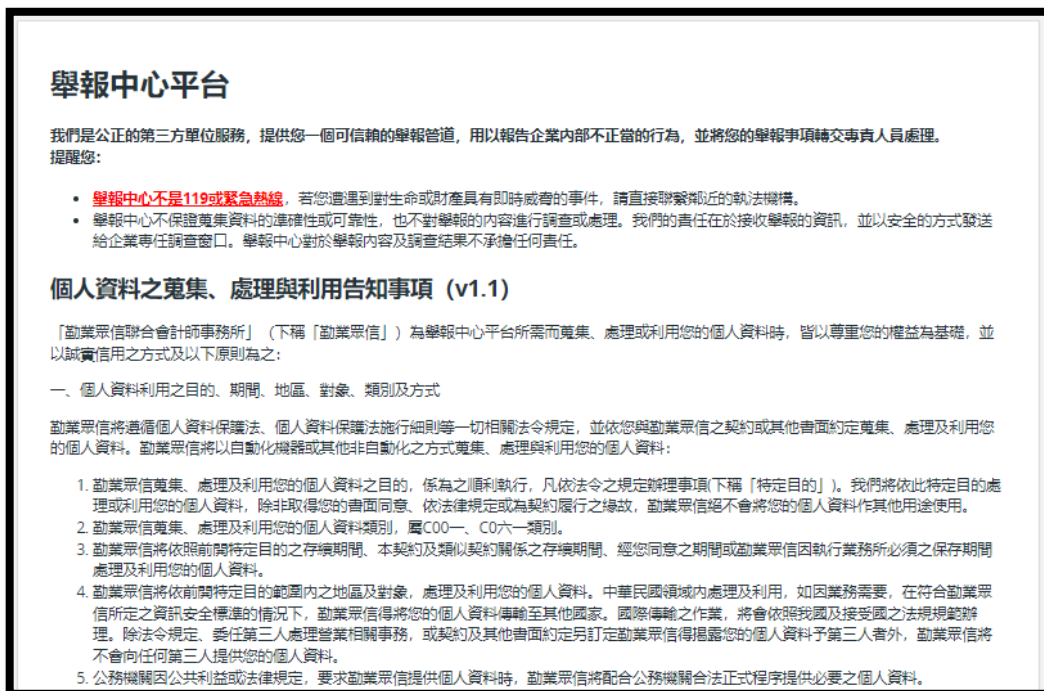 舉報中心平台
我們是公正的第三方單位服務，提供您一個可信賴的舉報管道，用以報告企業內部不正當的行為，並將您的舉報事項轉交專責人員處理。
提醒您：
• 舉報中心不是119或緊急熱線，若您遭遇到對生命或財產具有即時威脅的事件，請直接聯繫鄰近的執法機構。
• 舉報中心不保證蒐集資料的準確性或可靠性，也不對舉報的內容進行調查或處理。我們的責任在於接收舉報的資訊，並以安全的方式發送
給企業專任調查窗口。舉報中心對於舉報內容及調查結果不承擔任何責任。
個人資料之蒐集、處理與利用告知事項（v1.1）
「勤業眾信聯合會計師事務所」（下稱「勤業眾信」）為舉報中心平台所需而蒐集、處理或利用您的個人資料時，皆以尊重您的權益為基礎，並
以誠實信用之方式及以下原則為之：
一、個人資料利用之目的、期間、地區、對象、類別及方式
勤業眾信將遵循個人資料保護法、個人資料保護法施行細則等一切相關法令規定，並依您與勤業眾信之契約或其他書面約定蒐集、處理及利用您
的個人資料。勤業眾信將以自動化機器或其他非自動化之方式蒐集、處理與利用您的個人資料：
1. 勤業眾信蒐集、處理及利用您的個人資料之目的，係為之順利執行，凡依法令之規定辦理事項(下稱「特定目的」)。我們將依此特定目的處
理或利用您的個人資料，除非取得您的書面同意、依法律規定或為契約履行之緣故，勤業眾信絕不會將您的個人資料作其他用途使用。
2. 勤業眾信蒐集、處理及利用您的個人資料類別，屬C00一、C0六一類別。
3. 勤業眾信將依照前開特定目的之存續期間、本契約及類似契約關係之存續期間、經您同意之期間或勤業眾信因執行業務所必須之保存期間
處理及利用您的個人資料。
4. 勤業眾信將依前開特定目的範圍內之地區及對象，處理及利用您的個人資料。中華民國領域內處理及利用，如因業務需要，在符合勤業眾
信所定之資訊安全標準的情況下，勤業眾信得將您的個人資料傳輸至其他國家。國際傳輸之作業，將會依照我國及接受國之法規規範辦
理。除法令規定、委任第三人處理營業相關事務，或契約及其他書面約定另訂定勤業眾信得揭露您的個人資料予第三人者外，勤業眾信將
不會向任何第三人提供您的個人資料。
5. 公務機關因公共利益或法律規定，要求勤業眾信提供個人資料時，勤業眾信將配合公務機關合法正式程序提供必要之個人資料。